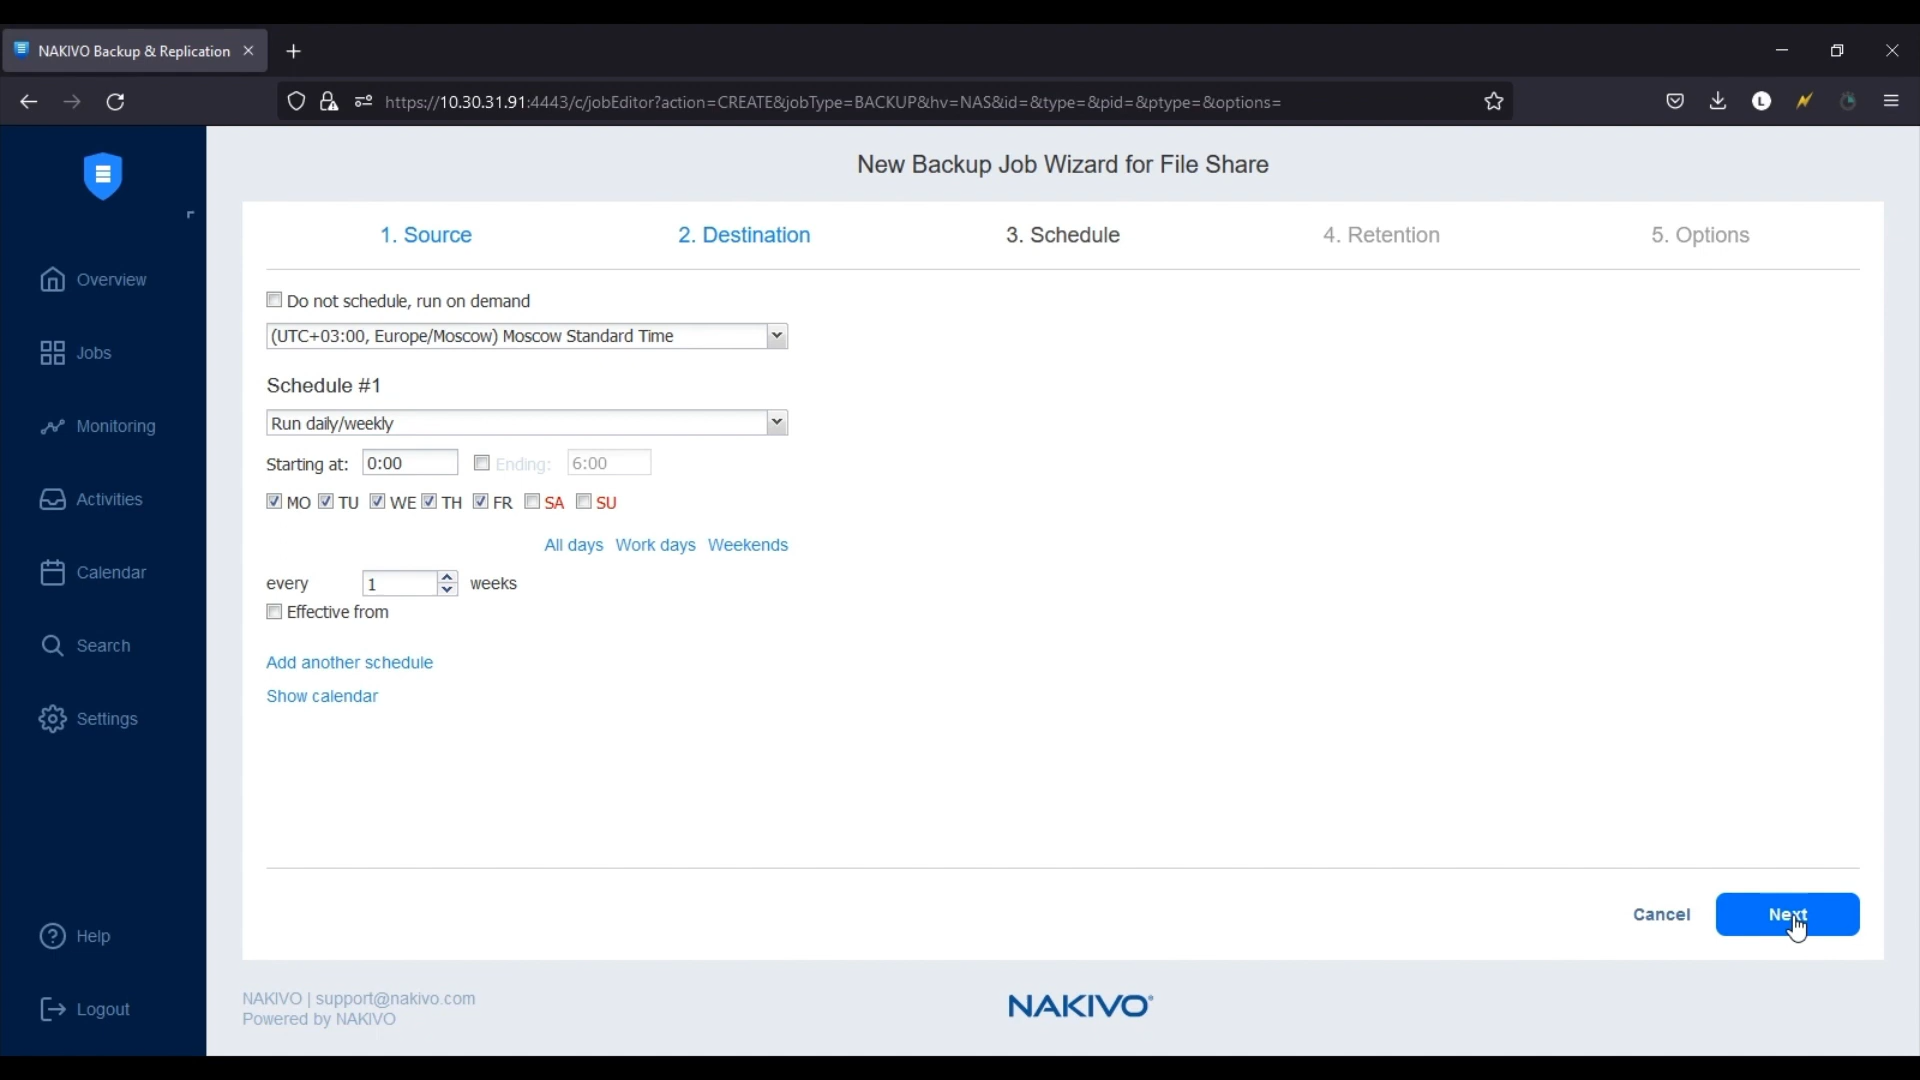 NAKIVO Backup & Replication
https://10.30.31.91:4443/c/jobEditor?action=CREATE&jobType=BACKUP&hv=NAS&id=&type=&pid=&ptype=&options=
L
New Backup Job Wizard for File Share
1. Source 2. Destination 3. Schedule 4. Retention 5. Options
Overview
Jobs
Monitoring
Activities
Calendar
Search
Settings
Help
Logout
Do not schedule, run on demand
(UTC+03:00, Europe/Moscow) Moscow Standard Time
Schedule #1
Run daily/weekly
Starting at: 0:00 Ending: 6:00
MO TU WE TH FR SA SU
All days Work days Weekends
every 1 weeks
Effective from
Add another schedule
Show calendar
Cancel Next
NAKIVO | support@nakivo.com
Powered by NAKIVO
NAKIVO®